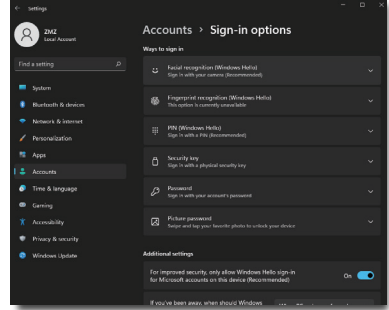 Settings
ZMZ
Local Account
Find a setting
System
Bluetooth & devices
Network & internet
Personalization
Apps
Accounts
Time & language
Gaming
Accessibility
Privacy & security
Windows Update
Accounts > Sign-in options
Ways to sign in
Facial recognition (Windows Hello)
Sign in with your camera (Recommended)
Fingerprint recognition (Windows Hello)
This option is currently unavailable
PIN (Windows Hello)
Sign in with a PIN (Recommended)
Security key
Sign in with a physical security key
Password
Sign in with your account's password
Picture password
Swipe and tap your favorite photo to unlock your device
Additional settings
For improved security, only allow Windows Hello sign-in
for Microsoft accounts on this device (Recommended)
On
If you've been away, when should Windows